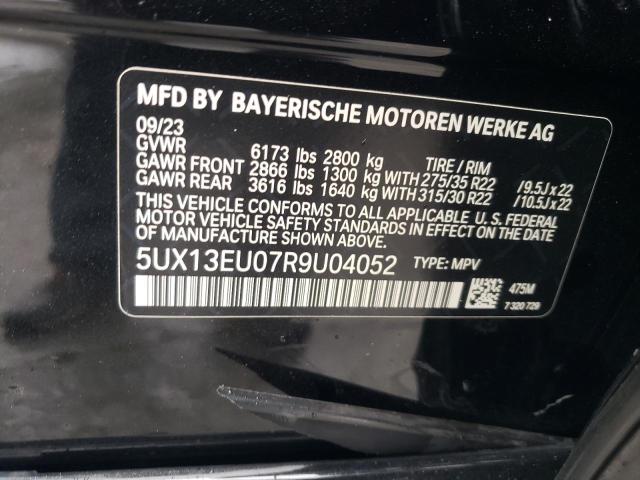 MFD BY BAYERISCHE MOTOREN WERKE AG
09/23
GVWR 6173 lbs 2800 kg TIRE / RIM
GAWR FRONT 2866 lbs 1300 kg WITH 275/35 R22 /9.5J x 22
GAWR REAR 3616 lbs 1640 kg WITH 315/30 R22 /10.5J x 22
THIS VEHICLE CONFORMS TO ALL APPLICABLE U.S. FEDERAL
MOTOR VEHICLE SAFETY STANDARDS IN EFFECT ON THE DATE
OF MANUFACTURE SHOWN ABOVE.
5UX13EU07R9U04052 TYPE: MPV
475M
7 320 729